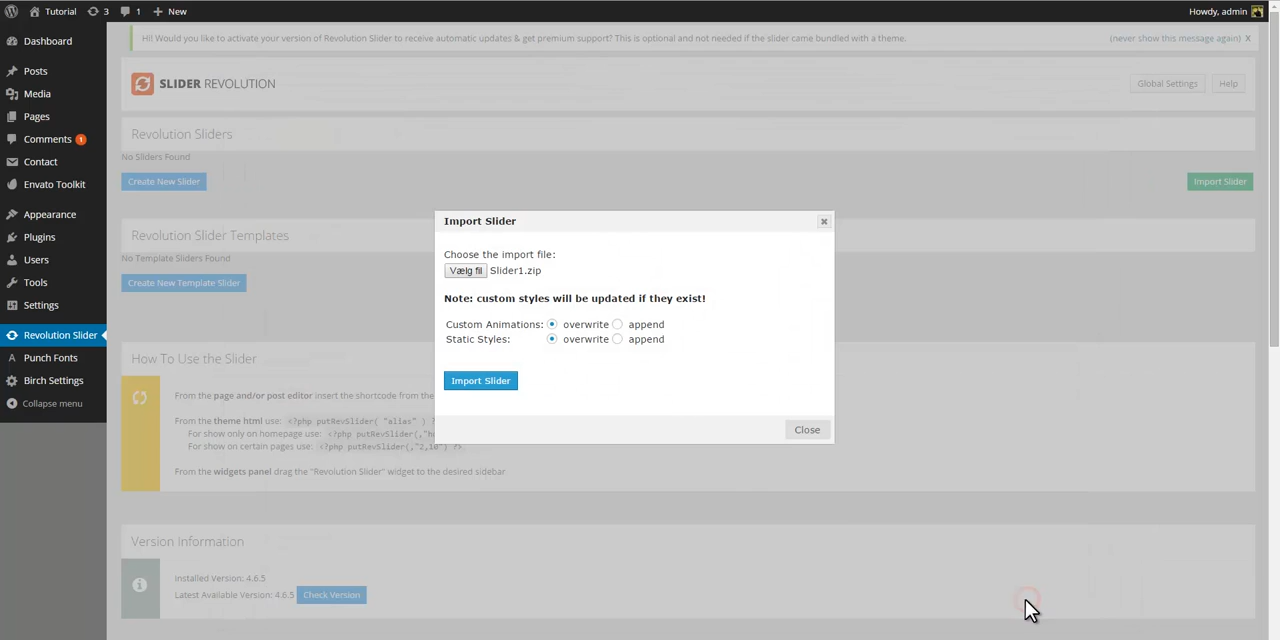 Tutorial 3 1 New Howdy, admin
Dashboard
Posts
Media
Pages
Comments 1
Contact
Envato Toolkit
Appearance
Plugins
Users
Tools
Settings
Revolution Slider
Punch Fonts
Birch Settings
Collapse menu
Hi! Would you like to activate your version of Revolution Slider to receive automatic updates & get premium support? This is optional and not needed if the slider came bundled with a theme. (never show this message again) X
SLIDER REVOLUTION Global Settings Help
Revolution Sliders
No Sliders Found
Create New Slider Import Slider
Revolution Slider Templates
No Template Sliders Found
Create New Template Slider
Import Slider
Choose the import file:
Vælg fil Slider1.zip
Note: custom styles will be updated if they exist!
Custom Animations: overwrite append
Static Styles: overwrite append
Import Slider
Close
How To Use the Slider
From the page and/or post editor insert the shortcode from the
From the theme html use: <?php putRevSlider( "alias" ) ?
For show only on homepage use: <?php putRevSlider(,"h
For show on certain pages use: <?php putRevSlider(,"2,10") ?>.
From the widgets panel drag the "Revolution Slider" widget to the desired sidebar
Version Information
Installed Version: 4.6.5
Latest Available Version: 4.6.5 Check Version